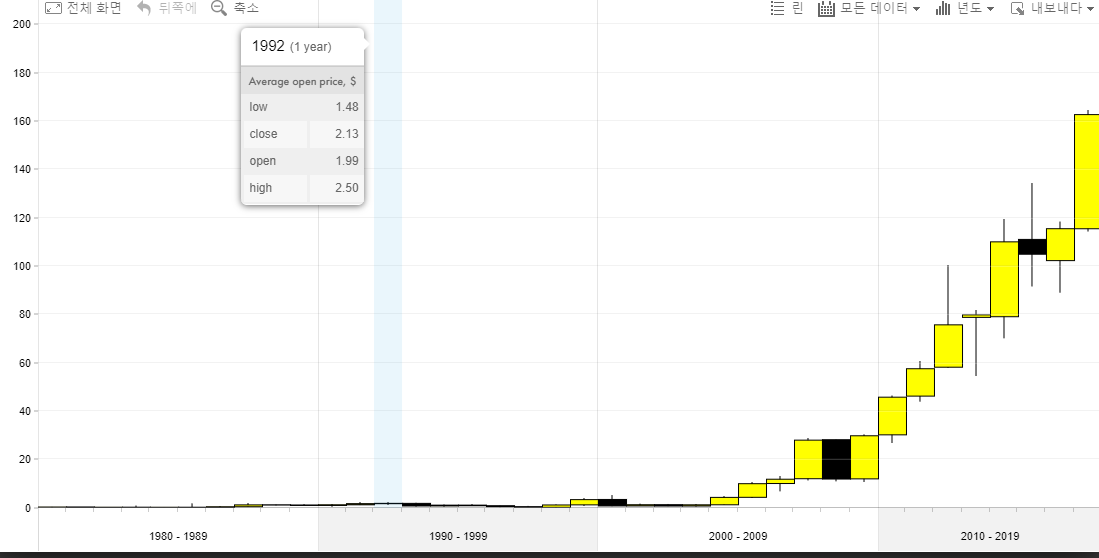 전체 화면 뒤쪽에 축소 린 모든 데이터 년도 내보내다
200
1992 (1 year)
Average open price, $
low 1.48
close 2.13
open 1.99
high 2.50
180
160
140
120
100
80
60
40
20
0
1980 - 1989 1990 - 1999 2000 - 2009 2010 - 2019